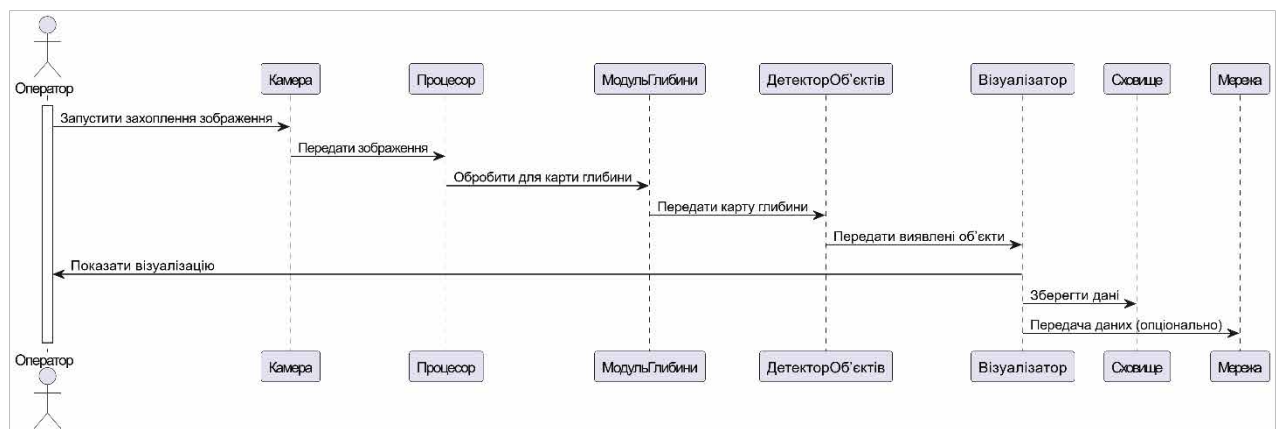 Оператор
Камера
Процесор
МодульГлибини
ДетекторОб'єктів
Візуалізатор
Сховище
Мережа
Запустити захоплення зображення
Передати зображення
Обробити для карти глибини
Передати карту глибини
Передати виявлені об'єкти
Показати візуалізацію
Зберегти дані
Передача даних (опціонально)
Оператор
Камера
Процесор
МодульГлибини
ДетекторОб'єктів
Візуалізатор
Сховище
Мережа